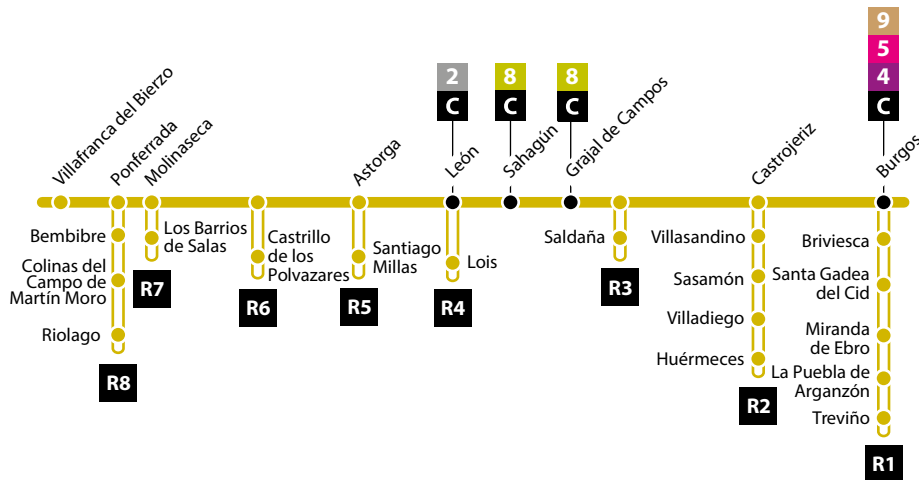 9
5
4
C
2
C
8
C
8
C
Villafranca del Bierzo
Ponferrada
Molinaseca
Astorga
León
Sahagún
Grajal de Campos
Castrojeriz
Burgos
Bembibre
Colinas del
Campo de
Martín Moro
Riolago
R8
Los Barrios
de Salas
R7
Castrillo
de los
Polvazares
R6
Santiago
Millas
R5
Lois
R4
Saldaña
R3
Villasandino
Sasamón
Villadiego
Huérmeces
R2
Briviesca
Santa Gadea
del Cid
Miranda
de Ebro
La Puebla de
Arganzón
Treviño
R1